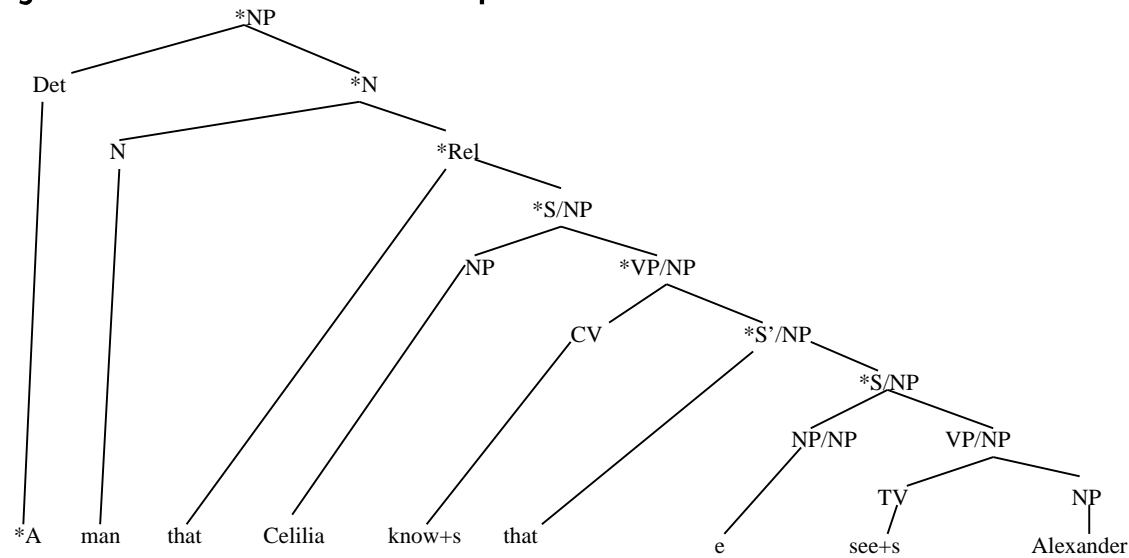 *NP
Det *N
N *Rel
*S/NP
NP *VP/NP
CV *S’/NP
*S/NP
NP/NP VP/NP
TV NP
*A man that Celilia know+s that e see+s Alexander